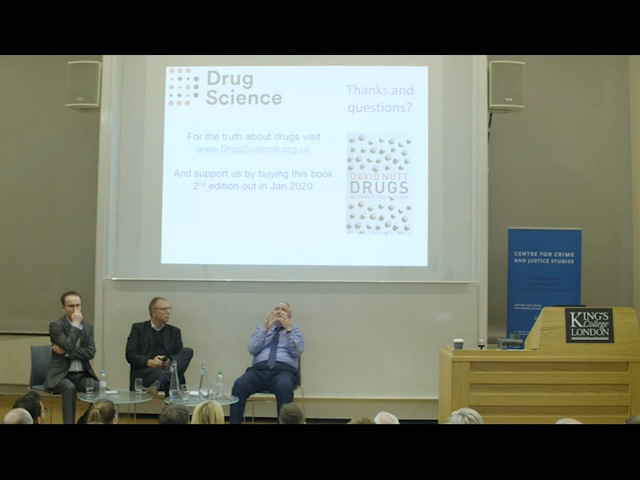 Drug
Science
Thanks and
questions?
For the truth about drugs visit
www.DrugScience.org.uk
And support us by buying this book
2nd edition out in Jan 2020
DAVID NUTT
DRUGS
CENTRE FOR CRIME
AND JUSTICE STUDIES
KING'S
College
LONDON